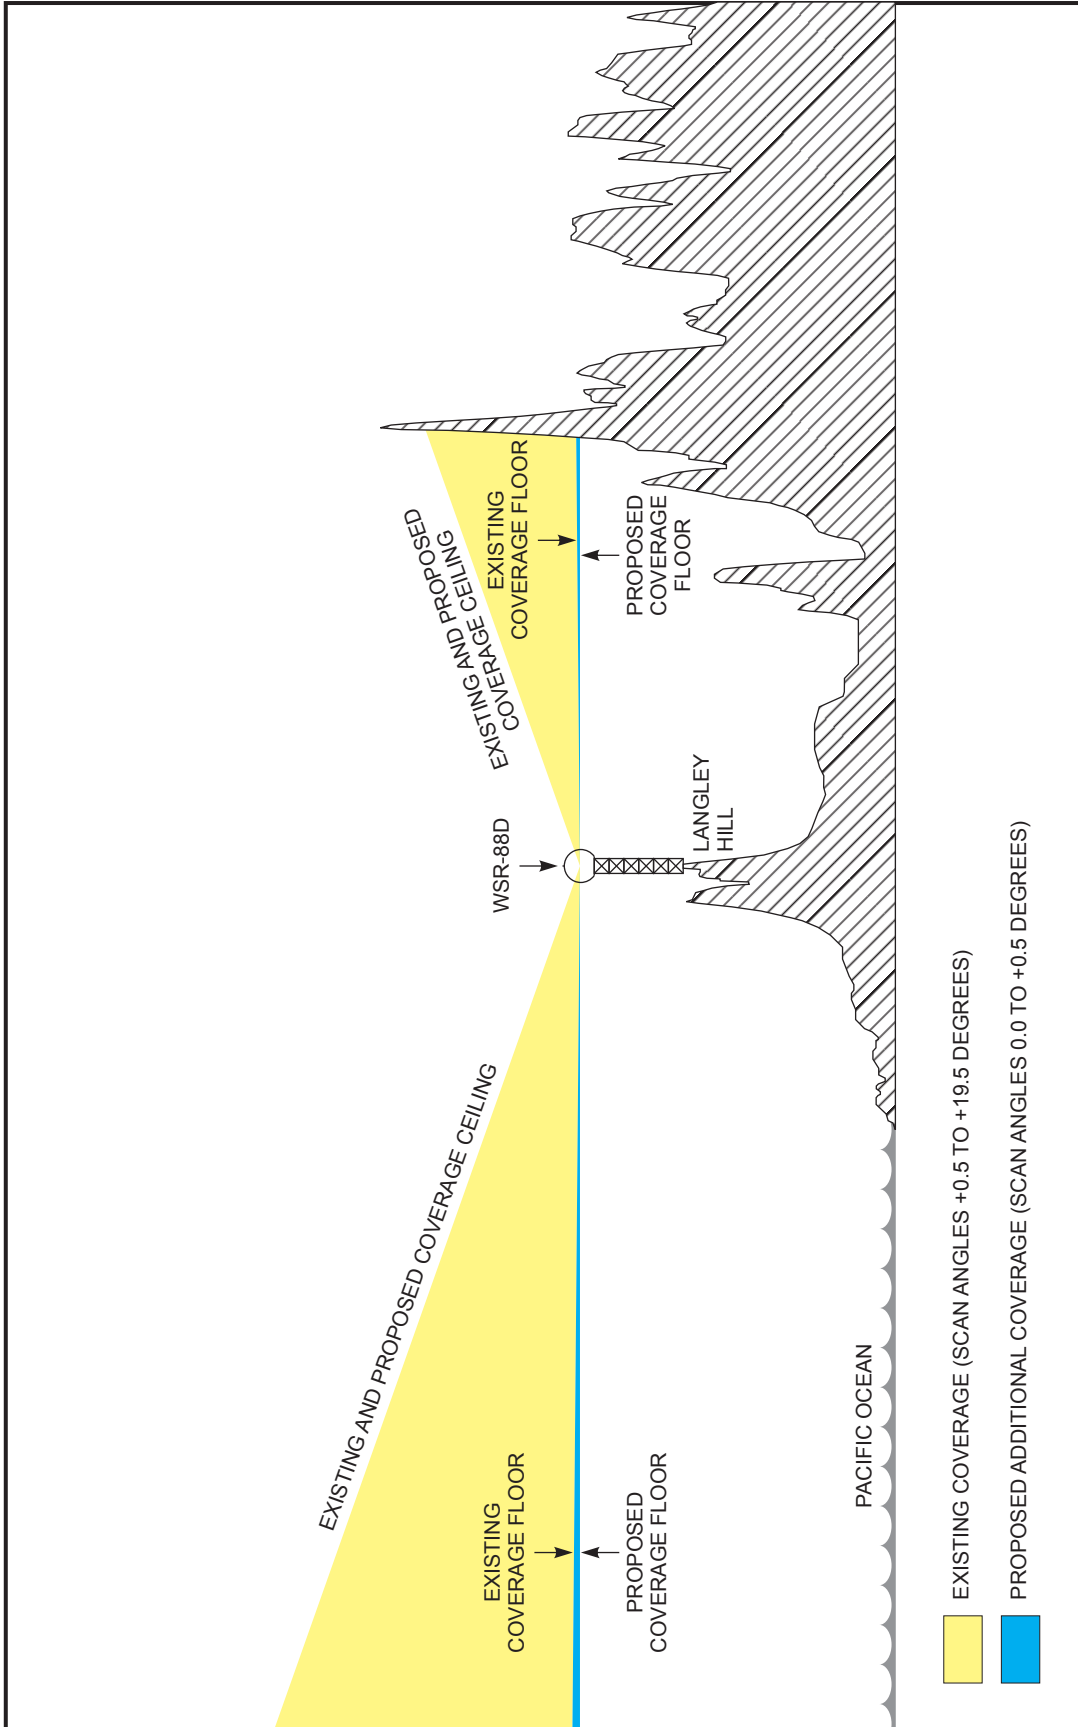 EXISTING AND PROPOSED COVERAGE CEILING
EXISTING
COVERAGE FLOOR
PROPOSED
COVERAGE FLOOR
WSR-88D
LANGLEY
HILL
EXISTING AND PROPOSED
COVERAGE CEILING
EXISTING
COVERAGE FLOOR
PROPOSED
COVERAGE
FLOOR
PACIFIC OCEAN
EXISTING COVERAGE (SCAN ANGLES +0.5 TO +19.5 DEGREES)
PROPOSED ADDITIONAL COVERAGE (SCAN ANGLES 0.0 TO +0.5 DEGREES)